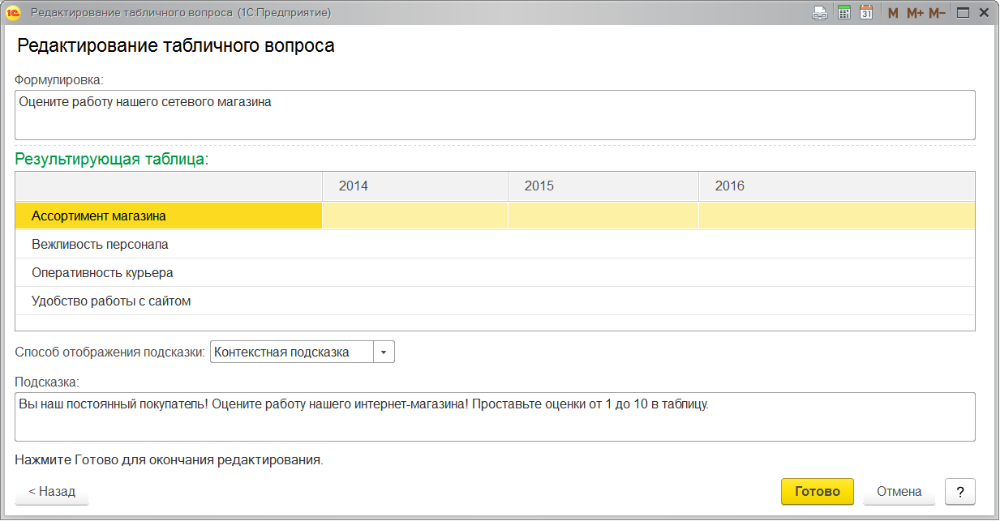 Редактирование табличного вопроса (1С:Предприятие)
31 M M+ M−
Редактирование табличного вопроса
Формулировка:
Оцените работу нашего сетевого магазина
Результирующая таблица:
2014 2015 2016
Ассортимент магазина
Вежливость персонала
Оперативность курьера
Удобство работы с сайтом
Способ отображения подсказки: Контекстная подсказка
Подсказка:
Вы наш постоянный покупатель! Оцените работу нашего интернет-магазина! Проставьте оценки от 1 до 10 в таблицу.
Нажмите Готово для окончания редактирования.
< Назад Готово Отмена ?